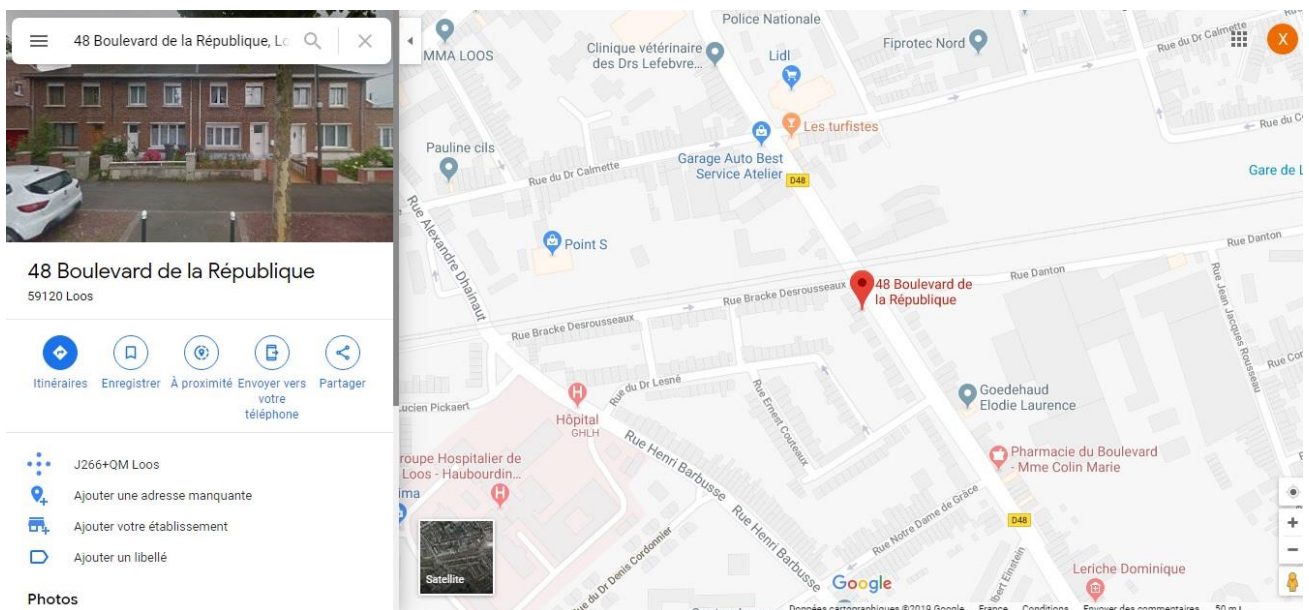 48 Boulevard de la République, Lo
48 Boulevard de la République
59120 Loos
Itinéraires
Enregistrer
À proximité
Envoyer vers
votre
téléphone
Partager
J266+QM Loos
Ajouter une adresse manquante
Ajouter votre établissement
Ajouter un libellé
Photos
Police Nationale
MMA LOOS
Clinique vétérinaire
des Drs Lefebvre...
Lidl
Fiprotec Nord
Rue du Dr Calmette
X
Les turfistes
Rue du C
Pauline cils
Garage Auto Best
Service Atelier
D48
Rue du Dr Calmette
Gare de L
Rue Alexandre Dhainaut
Point S
Rue Danton
Rue Danton
48 Boulevard de
la République
Rue Bracke Desrousseaux
Rue Bracke Desrousseaux
Rue Jean Jacques Rousseau
Rue Cor
Rue du Dr Lesné
Lucien Pickaert
Hôpital
GHLH
Rue Ernest Couteaux
Goedehaud
Elodie Laurence
Rue Henri Barbusse
roupe Hospitalier de
Loos - Haubourdin...
ima
Pharmacie du Boulevard
- Mme Colin Marie
Rue Henri Barbusse
Rue Notre Dame de Grâce
D48
Rue du Dr Denis Cordonnier
bert Einstein
Leriche Dominique
Satellite
Google
Données cartographiques ©2019 Google
France
Conditions
Envoyer des commentaires
50 m